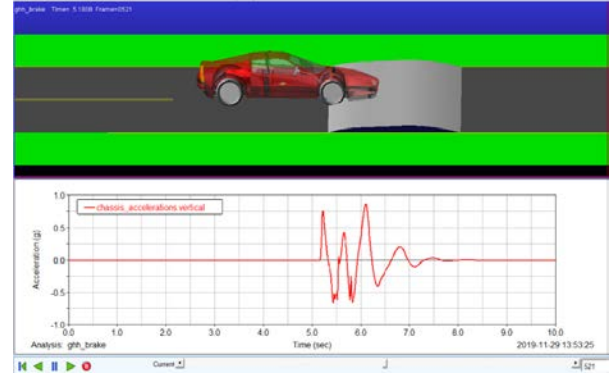 ghh_brake Time= 5.1808 Frame=0521
1.0
chassis_accelerations.vertical
0.5
Acceleration (g)
0.0
-0.5
-1.0
0.0 1.0 2.0 3.0 4.0 5.0 6.0 7.0 8.0 9.0 10.0
Analysis: ghh_brake Time (sec) 2019-11-29 13:53:25
Current 521